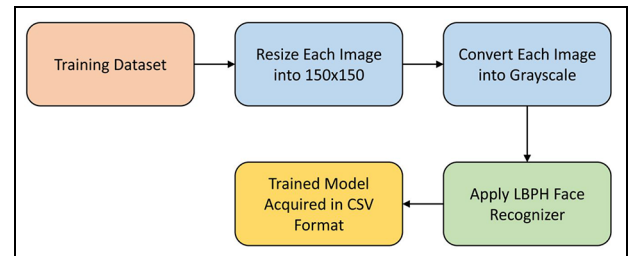 Training Dataset
Resize Each Image
into 150x150
Convert Each Image
into Grayscale
Apply LBPH Face
Recognizer
Trained Model
Acquired in CSV
Format